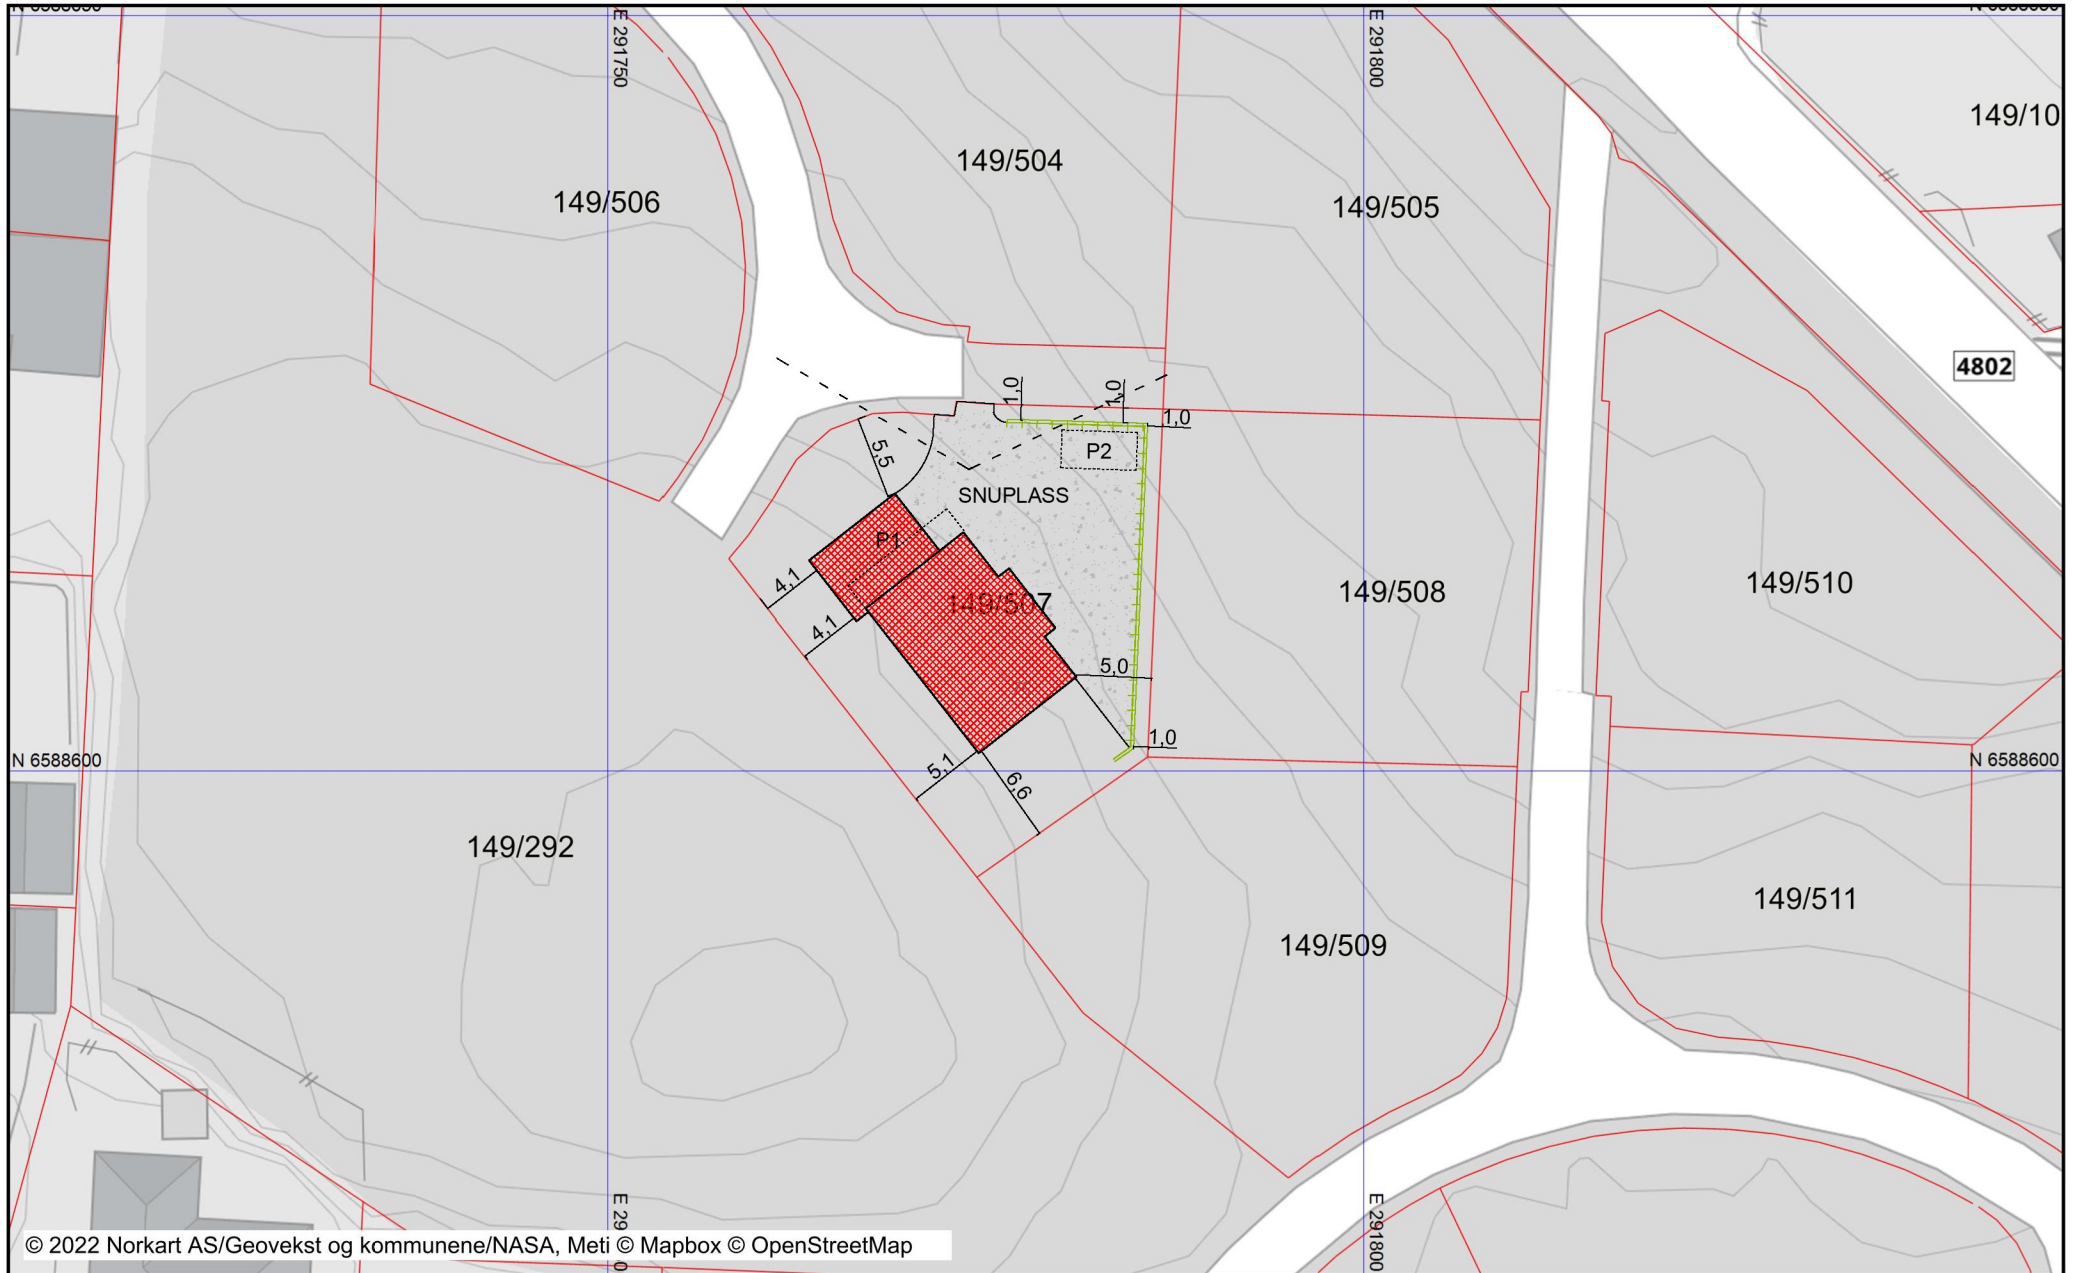 E 291750
E 291800
149/10
149/504
149/506
149/505
4802
1,0
1,0
1,0
5,5
P2
SNUPLASS
P1
4,1
149/507
149/508
149/510
4,1
5,0
1,0
N 6588600
N 6588600
5,1
6,6
149/292
149/511
149/509
E 291800
© 2022 Norkart AS/Geovekst og kommunene/NASA, Meti © Mapbox © OpenStreetMap